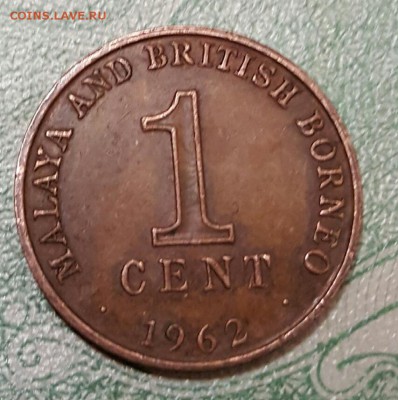 COINS.LAVE.RU
MALAYA AND BRITISH BORNEO
1
CENT
· 1962 ·